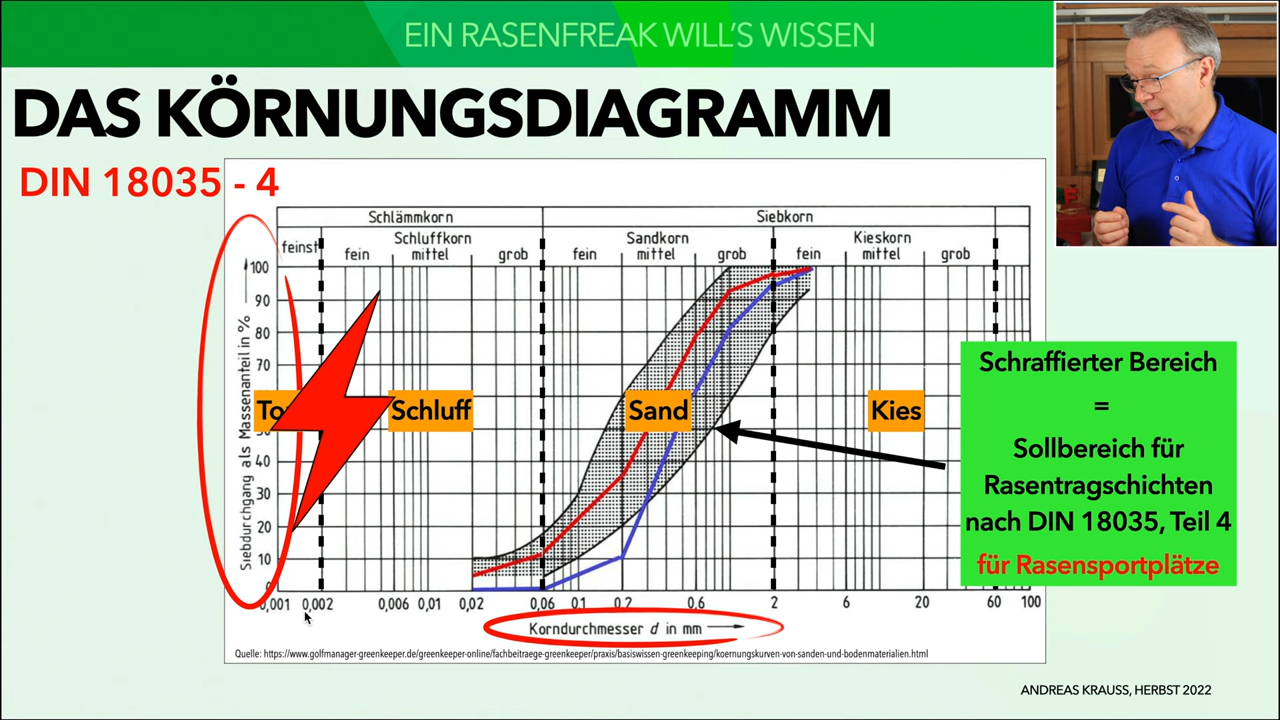 EIN RASENFREAK WILL'S WISSEN
DAS KÖRNUNGSDIAGRAMM
DIN 18035 - 4
Schlämmkorn
Siebkorn
feinst
Schluffkorn
fein mittel grob
Sandkorn
fein mittel grob
Kieskorn
fein mittel grob
Siebdurchgang als Massenanteil in %
100
90
80
70
40
30
20
10
0
Schluff
Sand
Kies
Schraffierter Bereich
=
Sollbereich für
Rasentragschichten
nach DIN 18035, Teil 4
für Rasensportplätze
0,001 0,002 0,006 0,01 0,02 0,06 0,1 0,2 0,6 2 6 20 60 100
Korndurchmesser d in mm
Quelle: https://www.golfmanager-greenkeeper.de/greenkeeper-online/fachbeitraege-greenkeeper/praxis/basiswissen-greenkeeping/koernungskurven-von-sanden-und-bodenmaterialien.html
ANDREAS KRAUSS, HERBST 2022